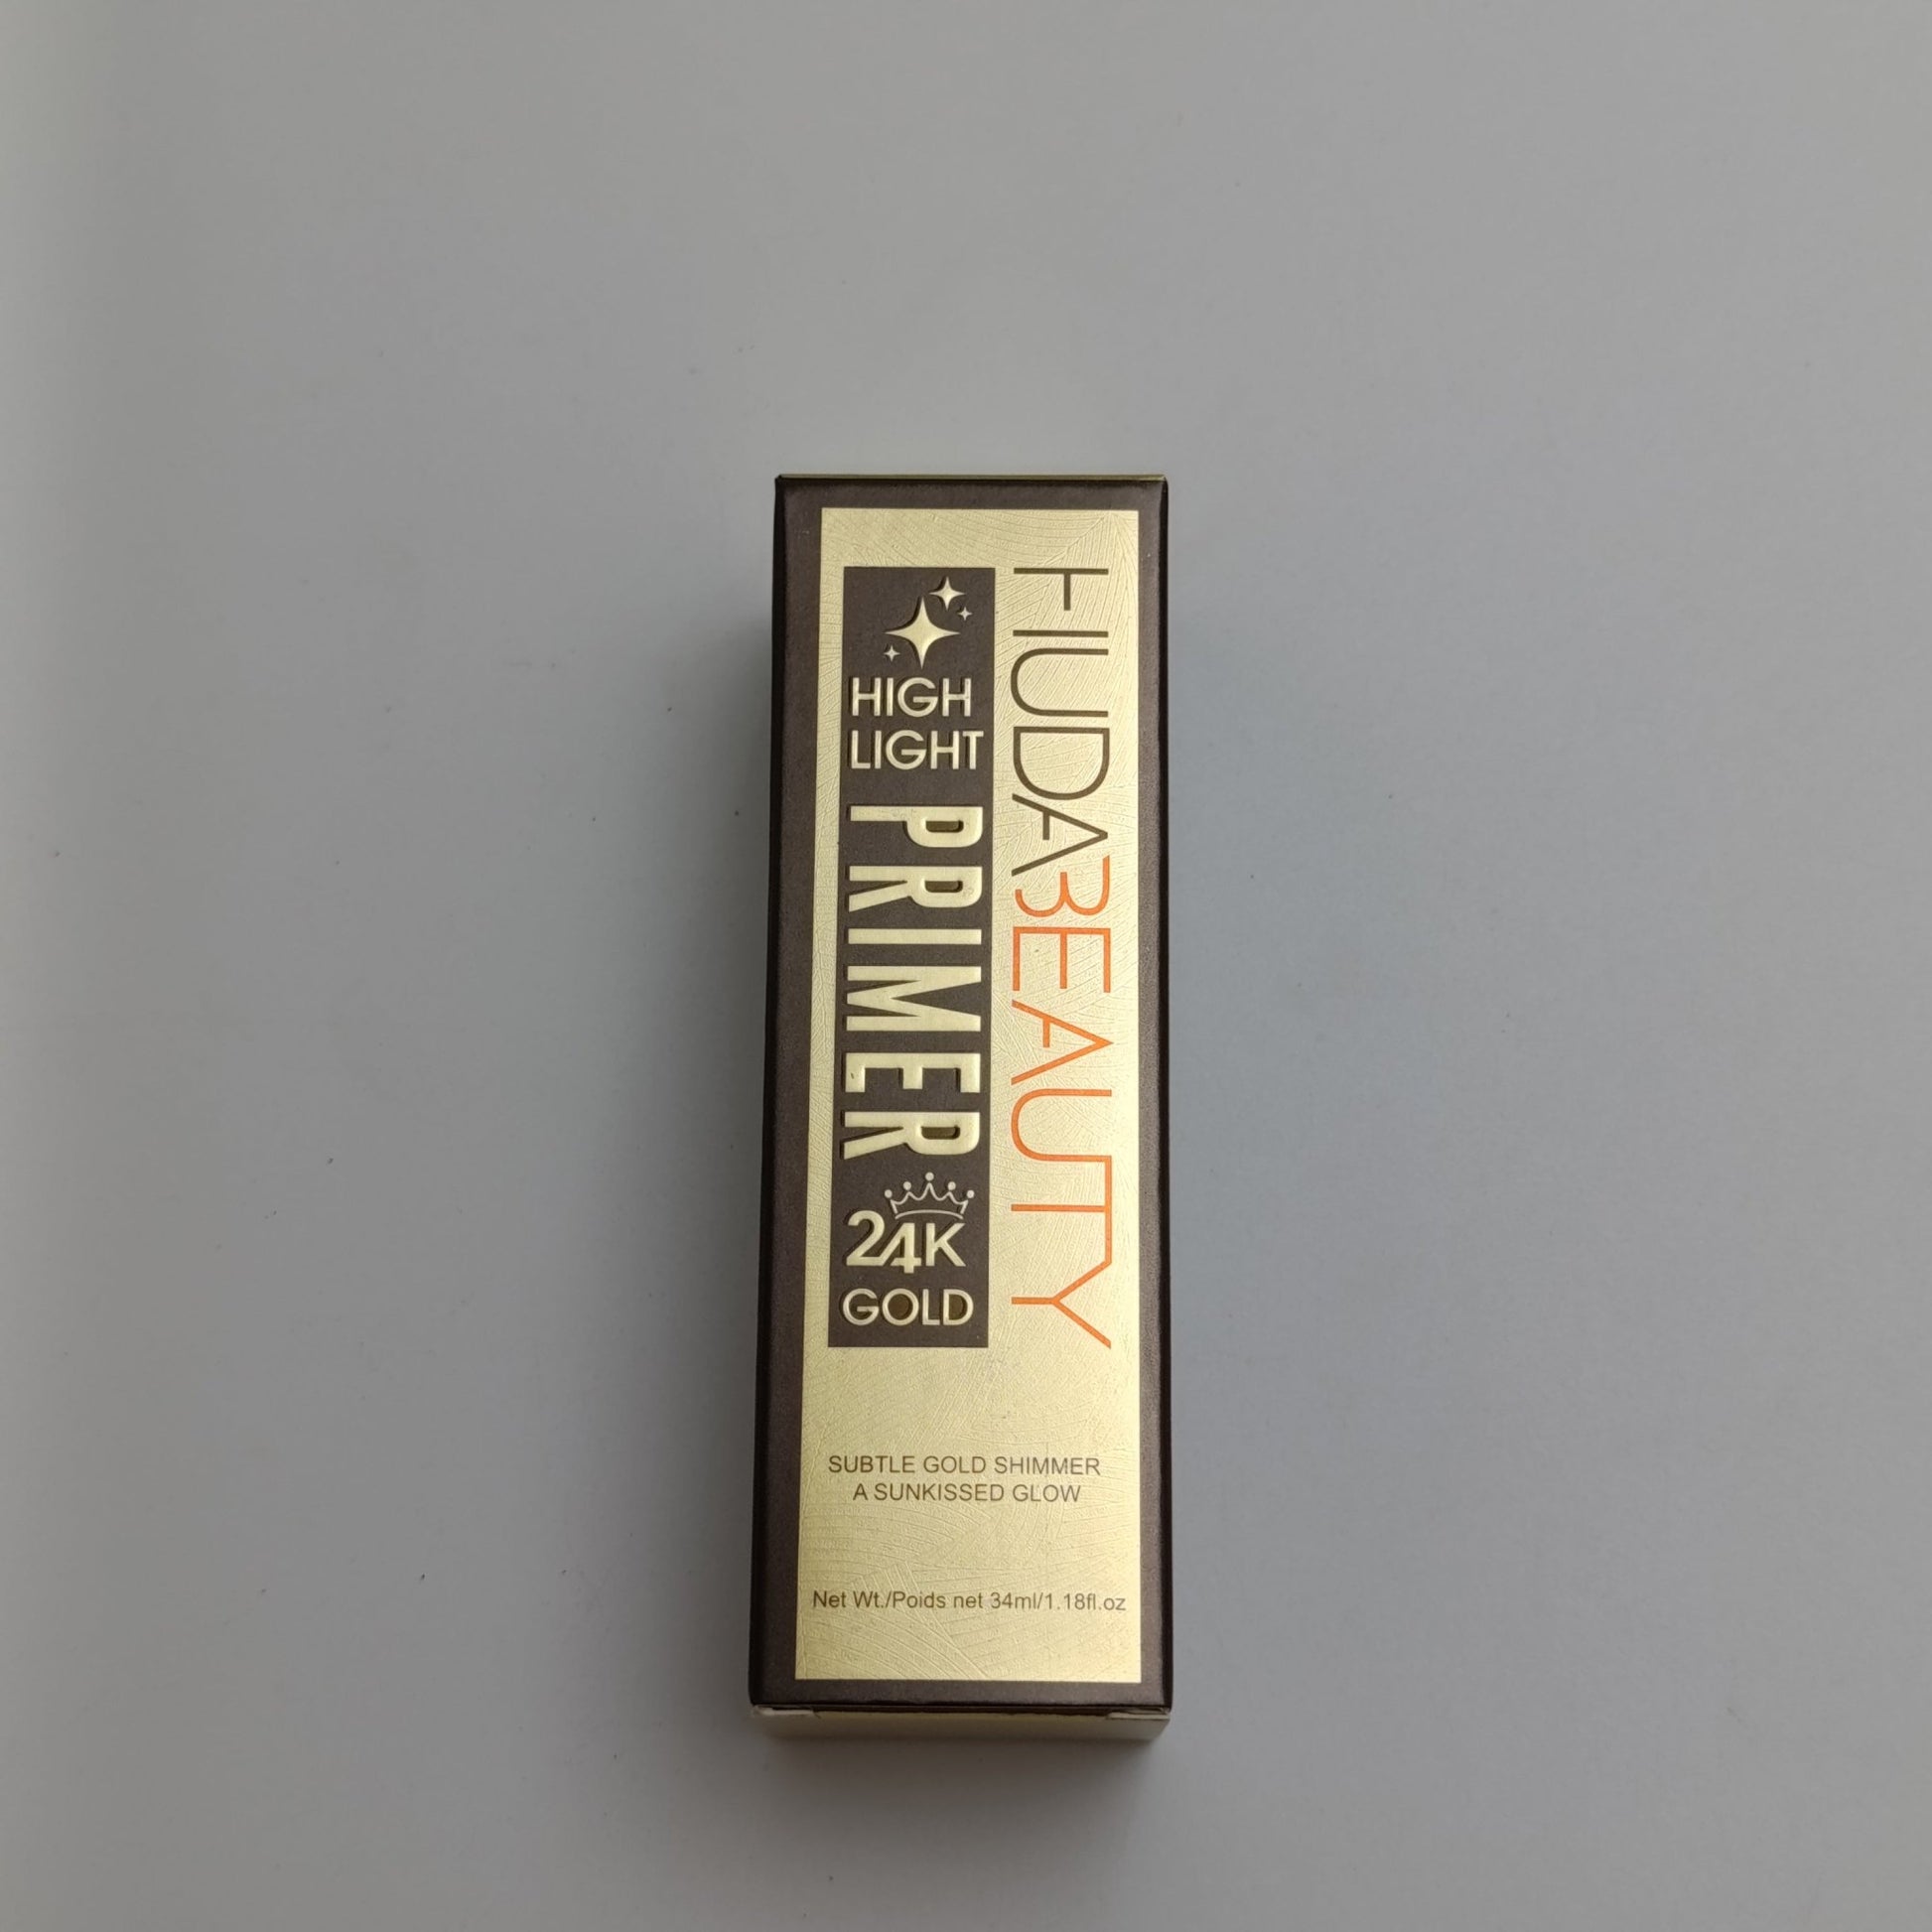 HUDABEAUTY
HIGH
LIGHT
PRIMER
24K
GOLD
SUBTLE GOLD SHIMMER
A SUNKISSED GLOW
Net Wt./Poids net 34ml/1.18fl.oz